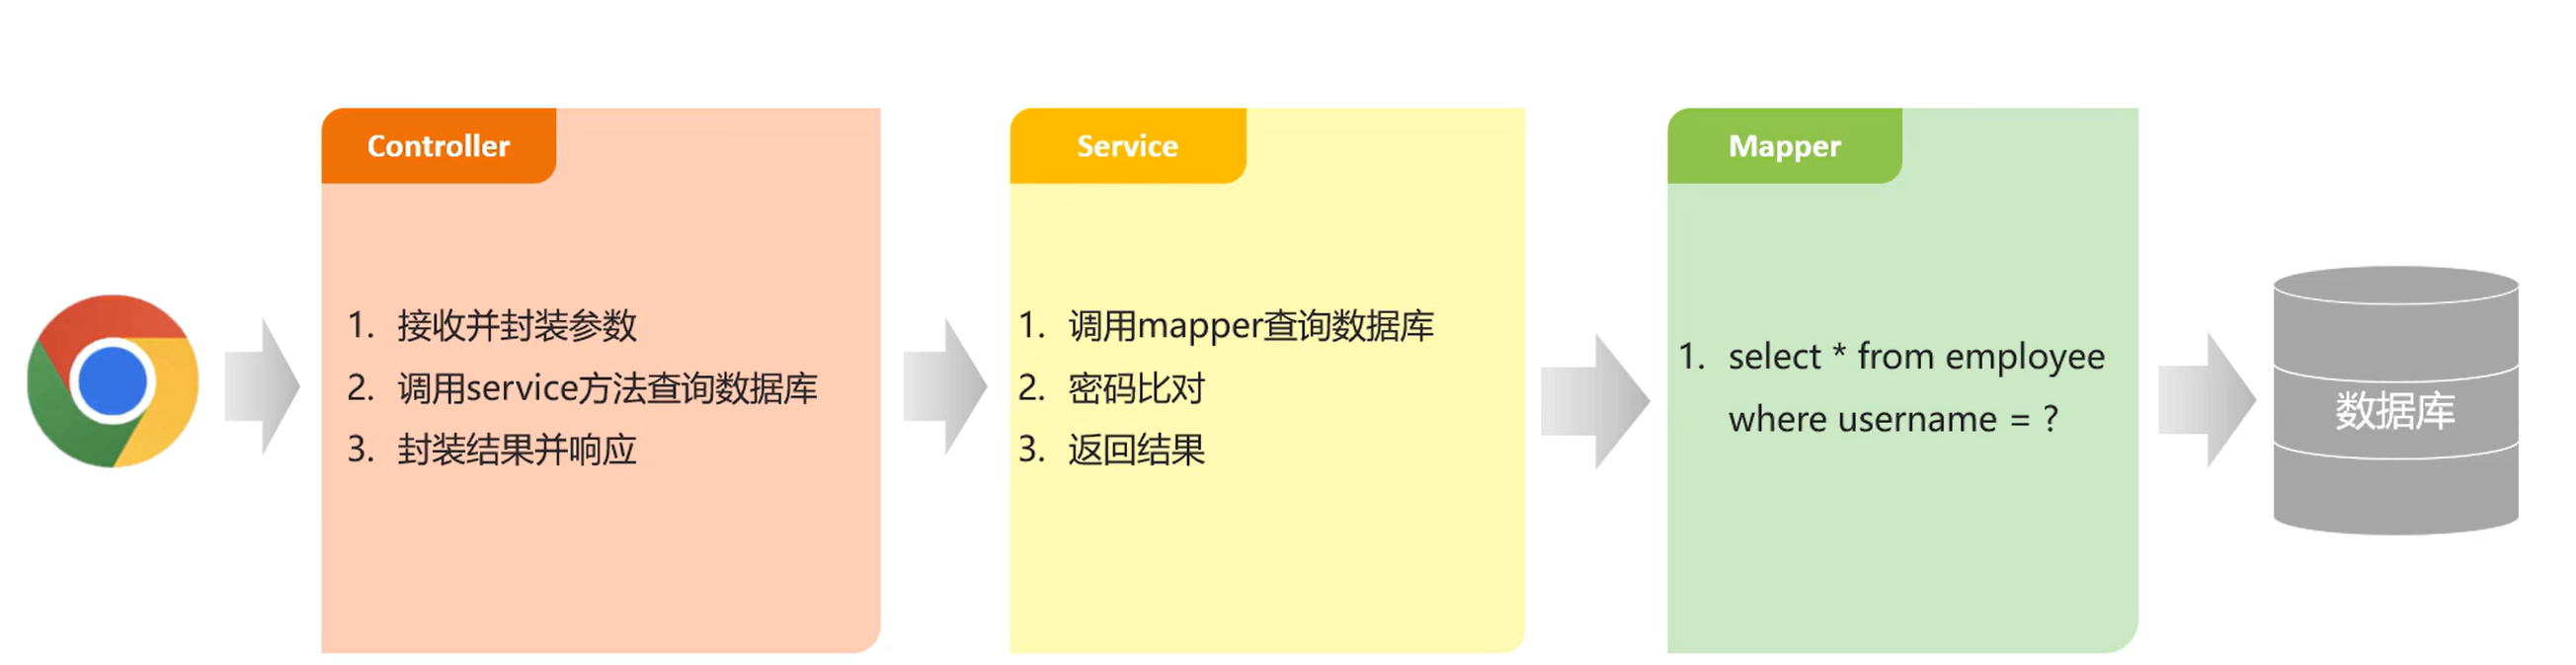 Controller
1. 接收并封装参数
2. 调用service方法查询数据库
3. 封装结果并响应
Service
1. 调用mapper查询数据库
2. 密码比对
3. 返回结果
Mapper
1. select * from employee
where username = ?
数据库